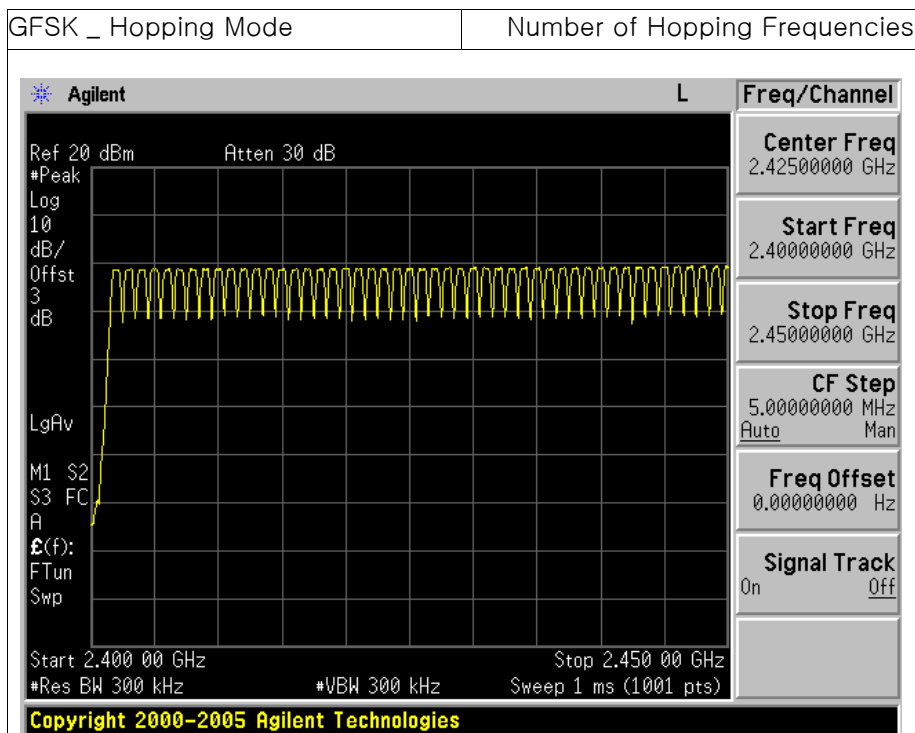 GFSK _ Hopping Mode
Number of Hopping Frequencies
Agilent
L
Freq/Channel
Ref 20 dBm
Atten 30 dB
#Peak
Log
10
dB/
Offst
3
dB
LgAv
M1 S2
S3 FC
A
£(f):
FTun
Swp
Start 2.400 00 GHz
Stop 2.450 00 GHz
#Res BW 300 kHz
#VBW 300 kHz
Sweep 1 ms (1001 pts)
Center Freq
2.42500000 GHz
Start Freq
2.40000000 GHz
Stop Freq
2.45000000 GHz
CF Step
5.00000000 MHz
Auto Man
Freq Offset
0.00000000 Hz
Signal Track
On Off
Copyright 2000-2005 Agilent Technologies